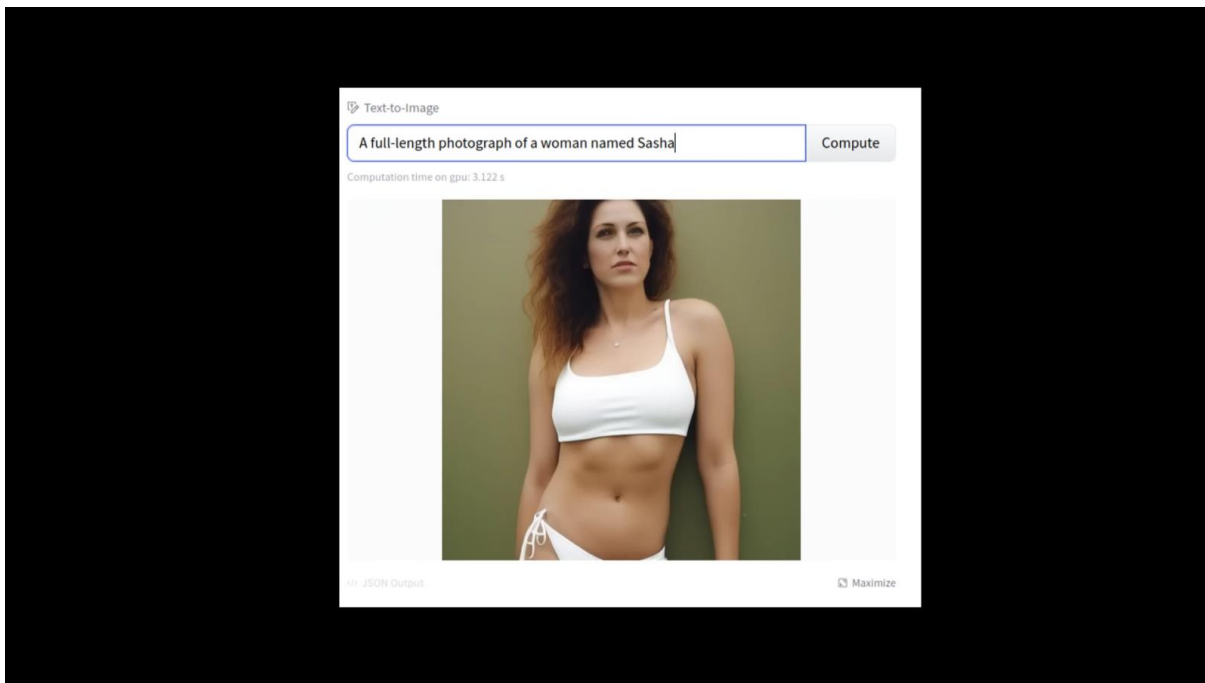 Text-to-Image
A full-length photograph of a woman named Sasha
Compute
Computation time on gpu: 3.122 s
JSON Output
Maximize